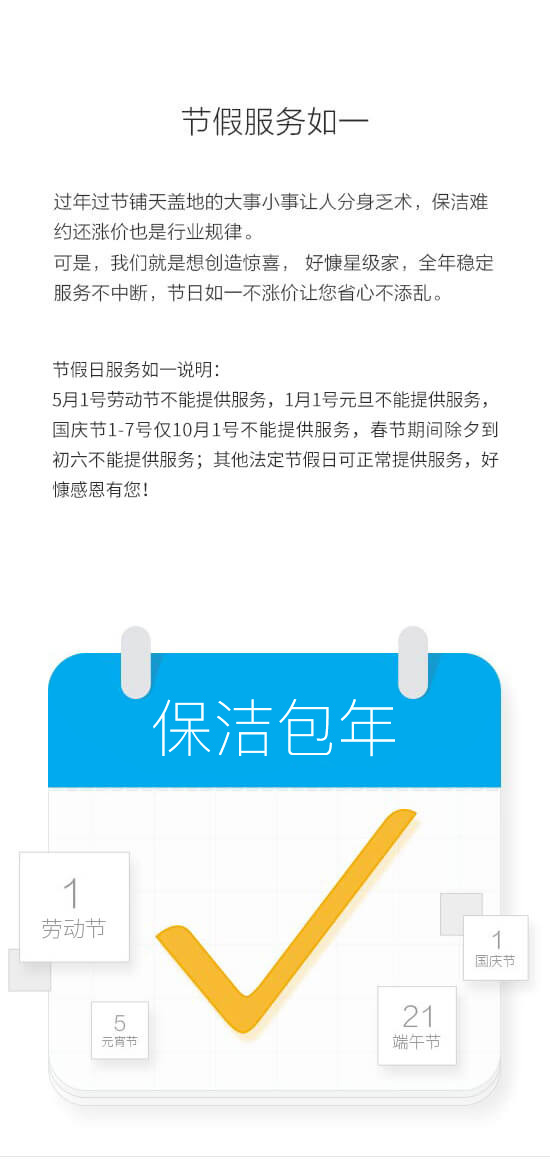 节假服务如一
过年过节铺天盖地的大事小事让人分身乏术，保洁难
约还涨价也是行业规律。
可是，我们就是想创造惊喜， 好慷星级家，全年稳定
服务不中断，节日如一不涨价让您省心不添乱。
节假日服务如一说明：
5月1号劳动节不能提供服务，1月1号元旦不能提供服务，
国庆节1-7号仅10月1号不能提供服务，春节期间除夕到
初六不能提供服务；其他法定节假日可正常提供服务，好
慷感恩有您！
保洁包年
1
劳动节
1
国庆节
5
元宵节
21
端午节